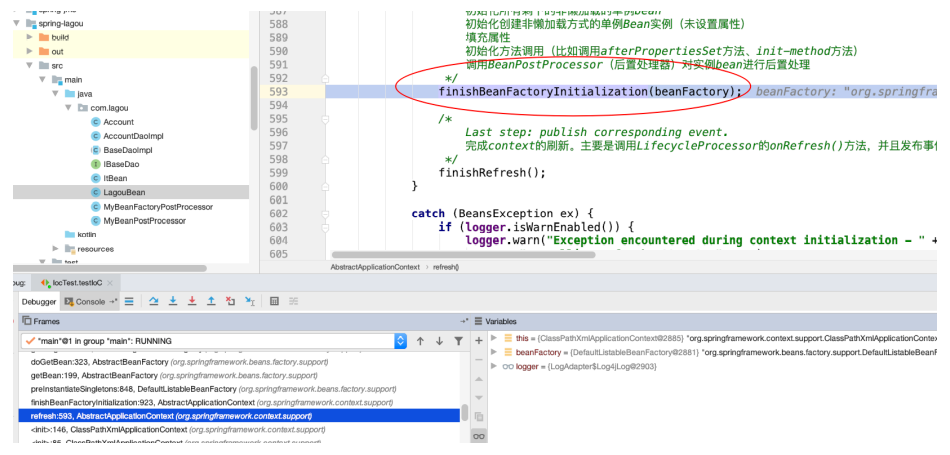 spring-lagou
build
out
src
main
java
com.lagou
Account
AccountDaoImpl
BaseDaoImpl
IBaseDao
ItBean
LagouBean
MyBeanFactoryPostProcessor
MyBeanPostProcessor
kotlin
resources
test
588 初始化创建非懒加载方式的单例Bean实例（未设置属性）
589 填充属性
590 初始化方法调用（比如调用afterPropertiesSet方法、init-method方法）
591 调用BeanPostProcessor（后置处理器）对实例bean进行后置处理
592 */
593 finishBeanFactoryInitialization(beanFactory); beanFactory: "org.springfra
594
595 /*
596 Last step: publish corresponding event.
597 完成context的刷新。主要是调用LifecycleProcessor的onRefresh()方法，并且发布事
598 */
599 finishRefresh();
600 }
601
602 catch (BeansException ex) {
603 if (logger.isWarnEnabled()) {
604 logger.warn("Exception encountered during context initialization - " +
605
AbstractApplicationContext › refresh()
ug: IocTest.testIoC ×
Debugger Console
Frames
"main"@1 in group "main": RUNNING
doGetBean:323, AbstractBeanFactory (org.springframework.beans.factory.support)
getBean:199, AbstractBeanFactory (org.springframework.beans.factory.support)
preInstantiateSingletons:848, DefaultListableBeanFactory (org.springframework.beans.factory.support)
finishBeanFactoryInitialization:923, AbstractApplicationContext (org.springframework.context.support)
refresh:593, AbstractApplicationContext (org.springframework.context.support)
<init>:146, ClassPathXmlApplicationContext (org.springframework.context.support)
Variables
this = {ClassPathXmlApplicationContext@2885} "org.springframework.context.support.ClassPathXmlApplicationContex
beanFactory = {DefaultListableBeanFactory@2881} "org.springframework.beans.factory.support.DefaultListableBeanF
logger = {LogAdapter$Log4jLog@2903}